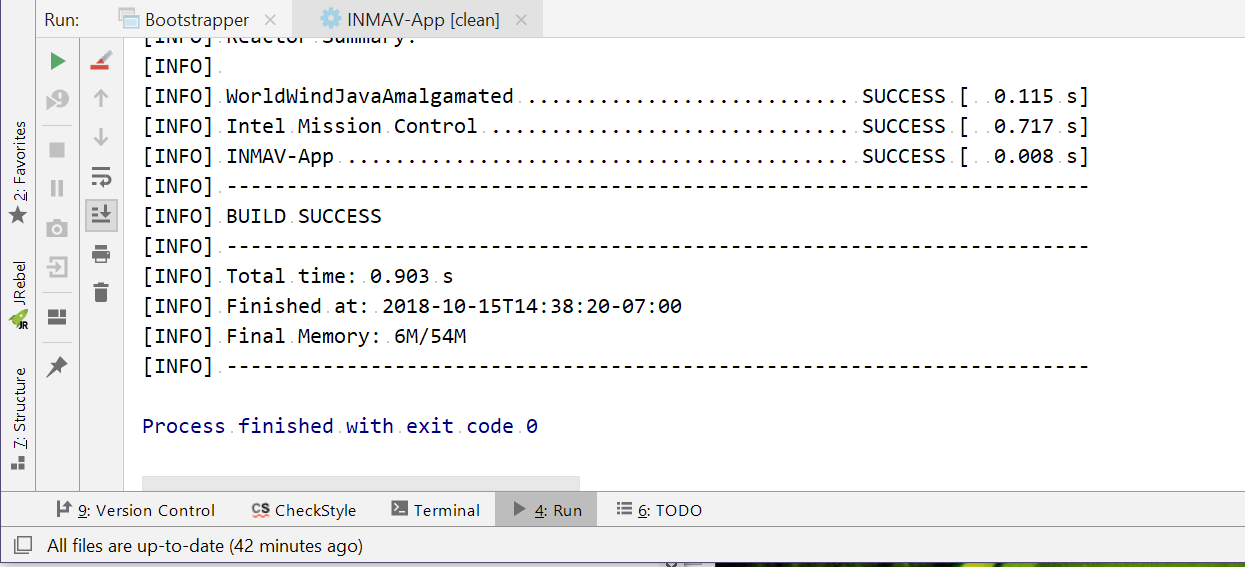 Run: Bootstrapper INMAV-App [clean]
[INFO] Reactor Summary:
[INFO]
[INFO] WorldWindJavaAmalgamated ........................... SUCCESS [  0.115 s]
[INFO] Intel Mission Control .............................. SUCCESS [  0.717 s]
[INFO] INMAV-App .......................................... SUCCESS [  0.008 s]
[INFO] ------------------------------------------------------------------------
[INFO] BUILD SUCCESS
[INFO] ------------------------------------------------------------------------
[INFO] Total time: 0.903 s
[INFO] Finished at: 2018-10-15T14:38:20-07:00
[INFO] Final Memory: 6M/54M
[INFO] ------------------------------------------------------------------------
Process finished with exit code 0
2: Favorites
JRebel
JR
7: Structure
9: Version Control CS CheckStyle Terminal 4: Run 6: TODO
All files are up-to-date (42 minutes ago)